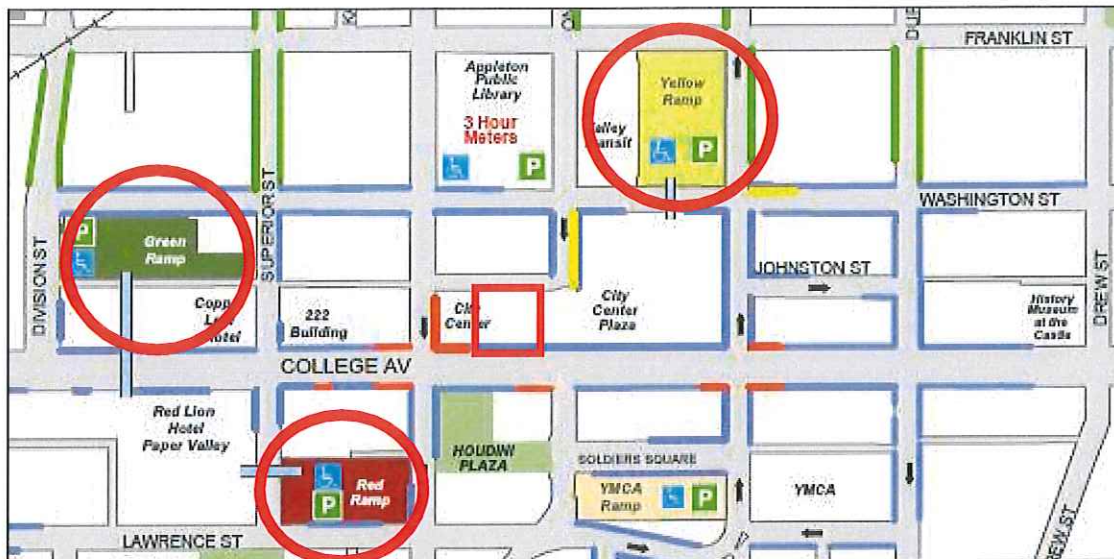 FRANKLIN ST
Appleton
Public
Library
3 Hour
Meters
P
Yellow
Ramp
P
Valley
Transit
WASHINGTON ST
SUPERIOR ST
DIVISION ST
P
Green
Ramp
JOHNSTON ST
DREW ST
Hotel
222
Building
City
Center
City
Center
Plaza
History
Museum
at the
Castle
COLLEGE AV
Red Lion
Hotel
Paper Valley
HOUDINI
PLAZA
SOLDIERS SQUARE
P
Red
Ramp
YMCA
Ramp
P
YMCA
LAWRENCE ST